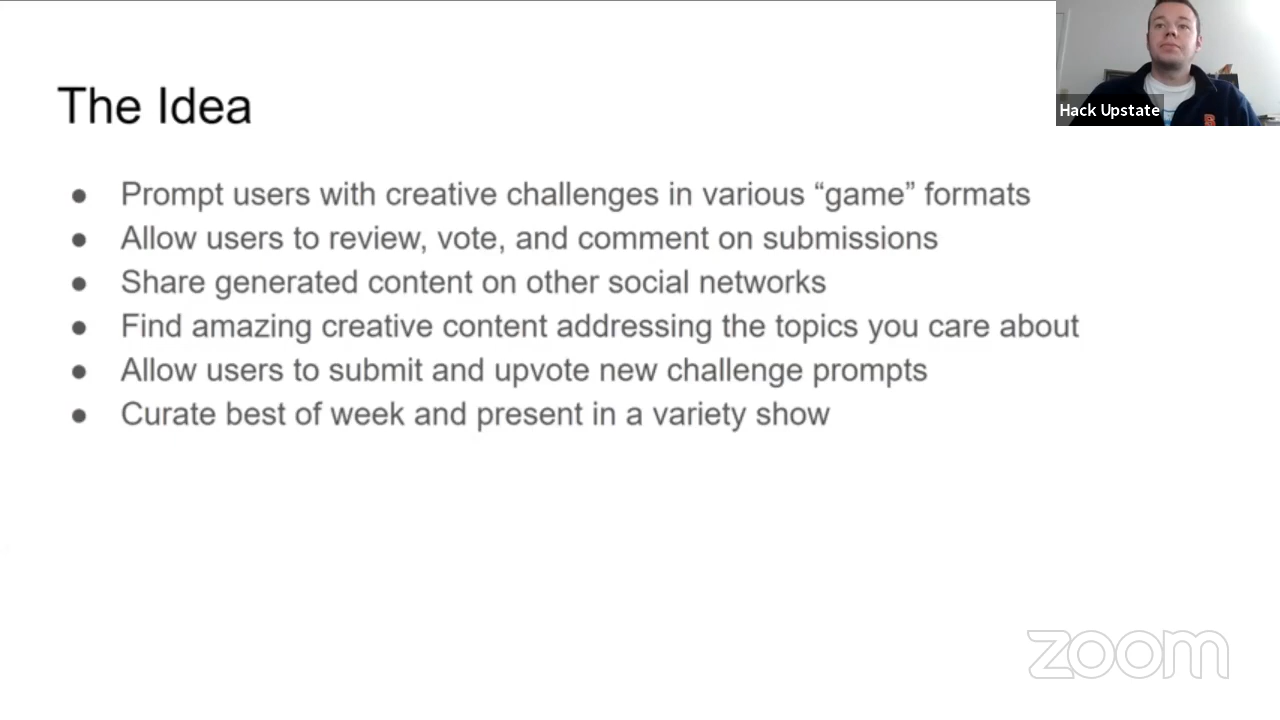 The Idea
● Prompt users with creative challenges in various “game” formats
● Allow users to review, vote, and comment on submissions
● Share generated content on other social networks
● Find amazing creative content addressing the topics you care about
● Allow users to submit and upvote new challenge prompts
● Curate best of week and present in a variety show
Hack Upstate
zoom